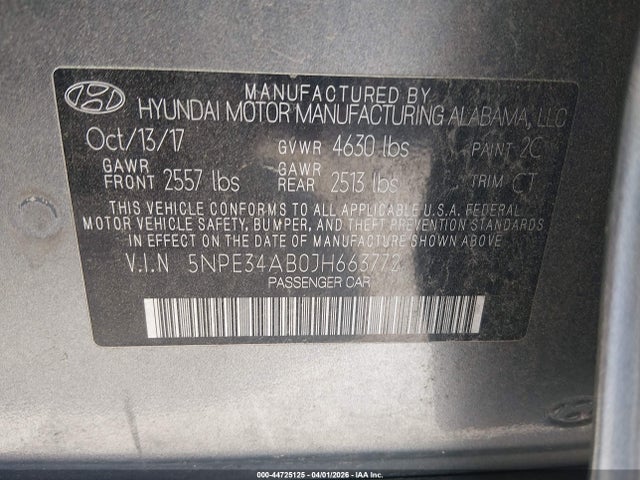 MANUFACTURED BY
HYUNDAI MOTOR MANUFACTURING ALABAMA, LLC
Oct/13/17 GVWR 4630 lbs PAINT 2C
GAWR FRONT 2557 lbs GAWR REAR 2513 lbs TRIM CT
THIS VEHICLE CONFORMS TO ALL APPLICABLE U.S.A. FEDERAL
MOTOR VEHICLE SAFETY, BUMPER, AND THEFT PREVENTION STANDARDS
IN EFFECT ON THE DATE OF MANUFACTURE SHOWN ABOVE
V.I.N 5NPE34AB0JH663772
PASSENGER CAR
000-44725125 - 04/01/2026 - IAA Inc.